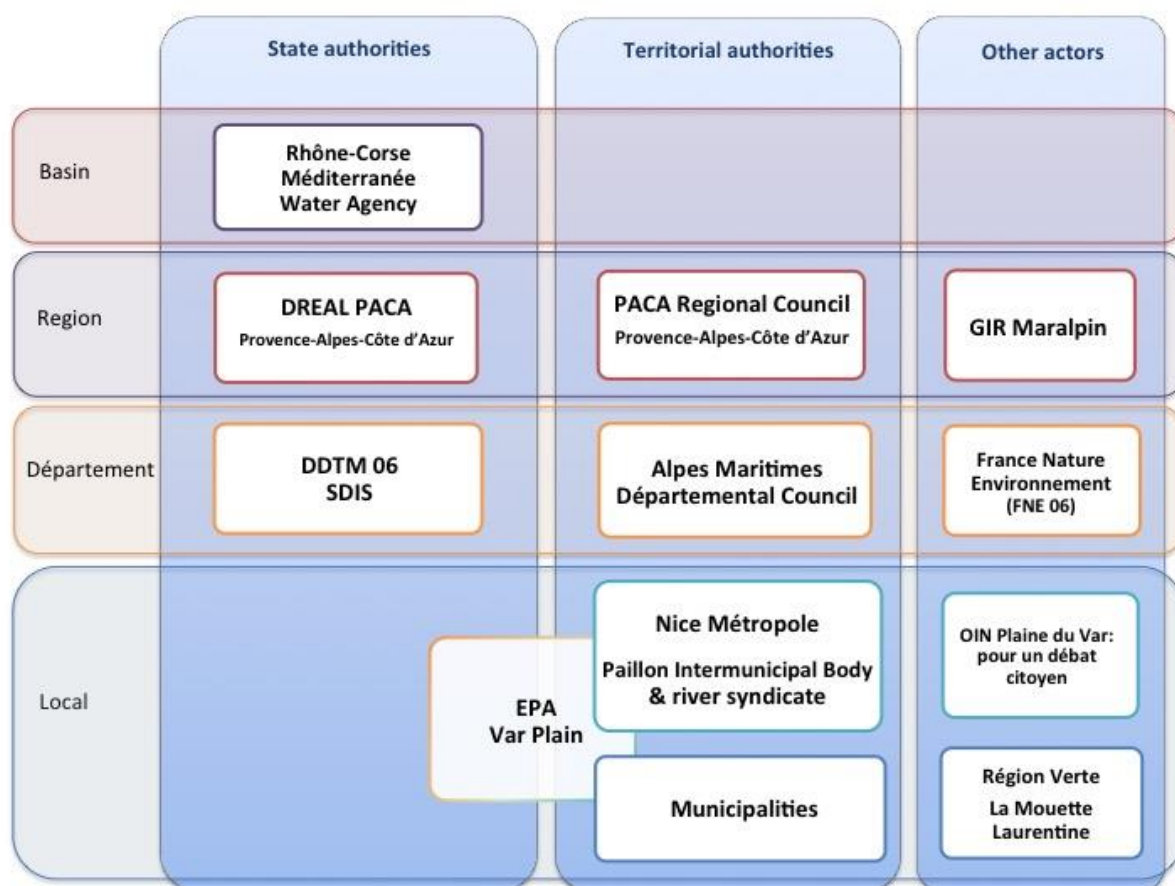 State authorities
Territorial authorities
Other actors
Basin
Rhône-Corse
Méditerranée
Water Agency
Region
DREAL PACA
Provence-Alpes-Côte d'Azur
PACA Regional Council
Provence-Alpes-Côte d'Azur
GIR Maralpin
Département
DDTM 06
SDIS
Alpes Maritimes
Départemental Council
France Nature
Environnement
(FNE 06)
Local
EPA
Var Plain
Nice Métropole
Paillon Intermunicipal Body
& river syndicate
Municipalities
OIN Plaine du Var:
pour un débat
citoyen
Région Verte
La Mouette
Laurentine